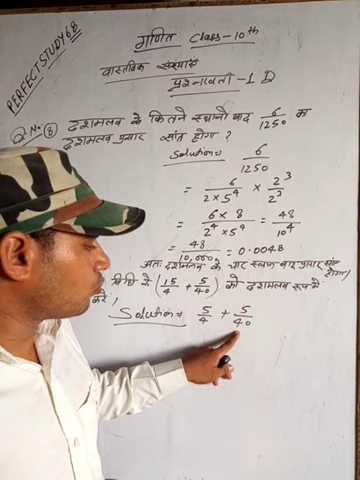 PERFECT STUDY 68
गणित Class-10th
वास्तविक संख्याएं
प्रश्नावली-1 D
Q.No. 8 दशमलव के कितने स्थानों बाद 6/1250 का
दशमलव प्रसार सांत होगा ?
Solution= 6/1250
= 6/2×5⁴ × 2³/2³
= 6×8/2⁴×5⁴ = 48/10⁴
= 48/10,000 = 0.0048
अतः दशमलव के चार स्थान बाद प्रसार सांत होगा
विधि से (15/4 + 5/40) को दशमलव रूप में
करें।
Solution= 5/4 + 5/40